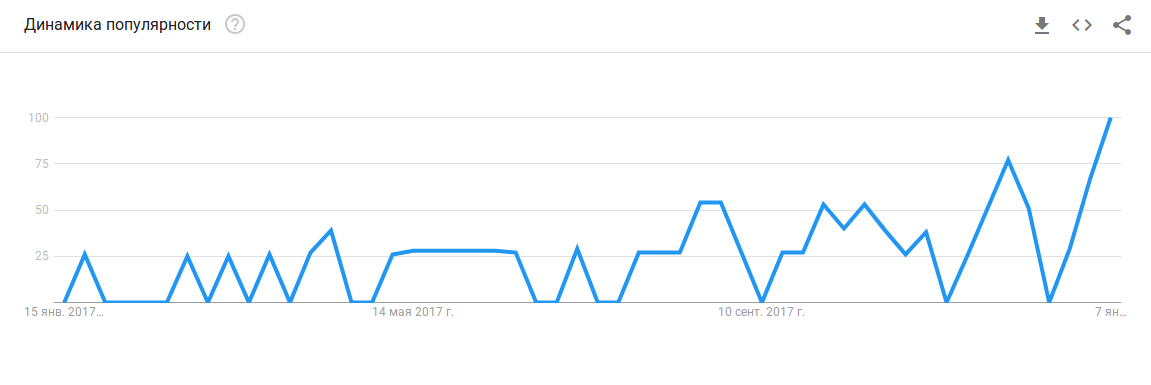 Динамика популярности ?
100
75
50
25
15 янв. 2017...
14 мая 2017 г.
10 сент. 2017 г.
7 ян...